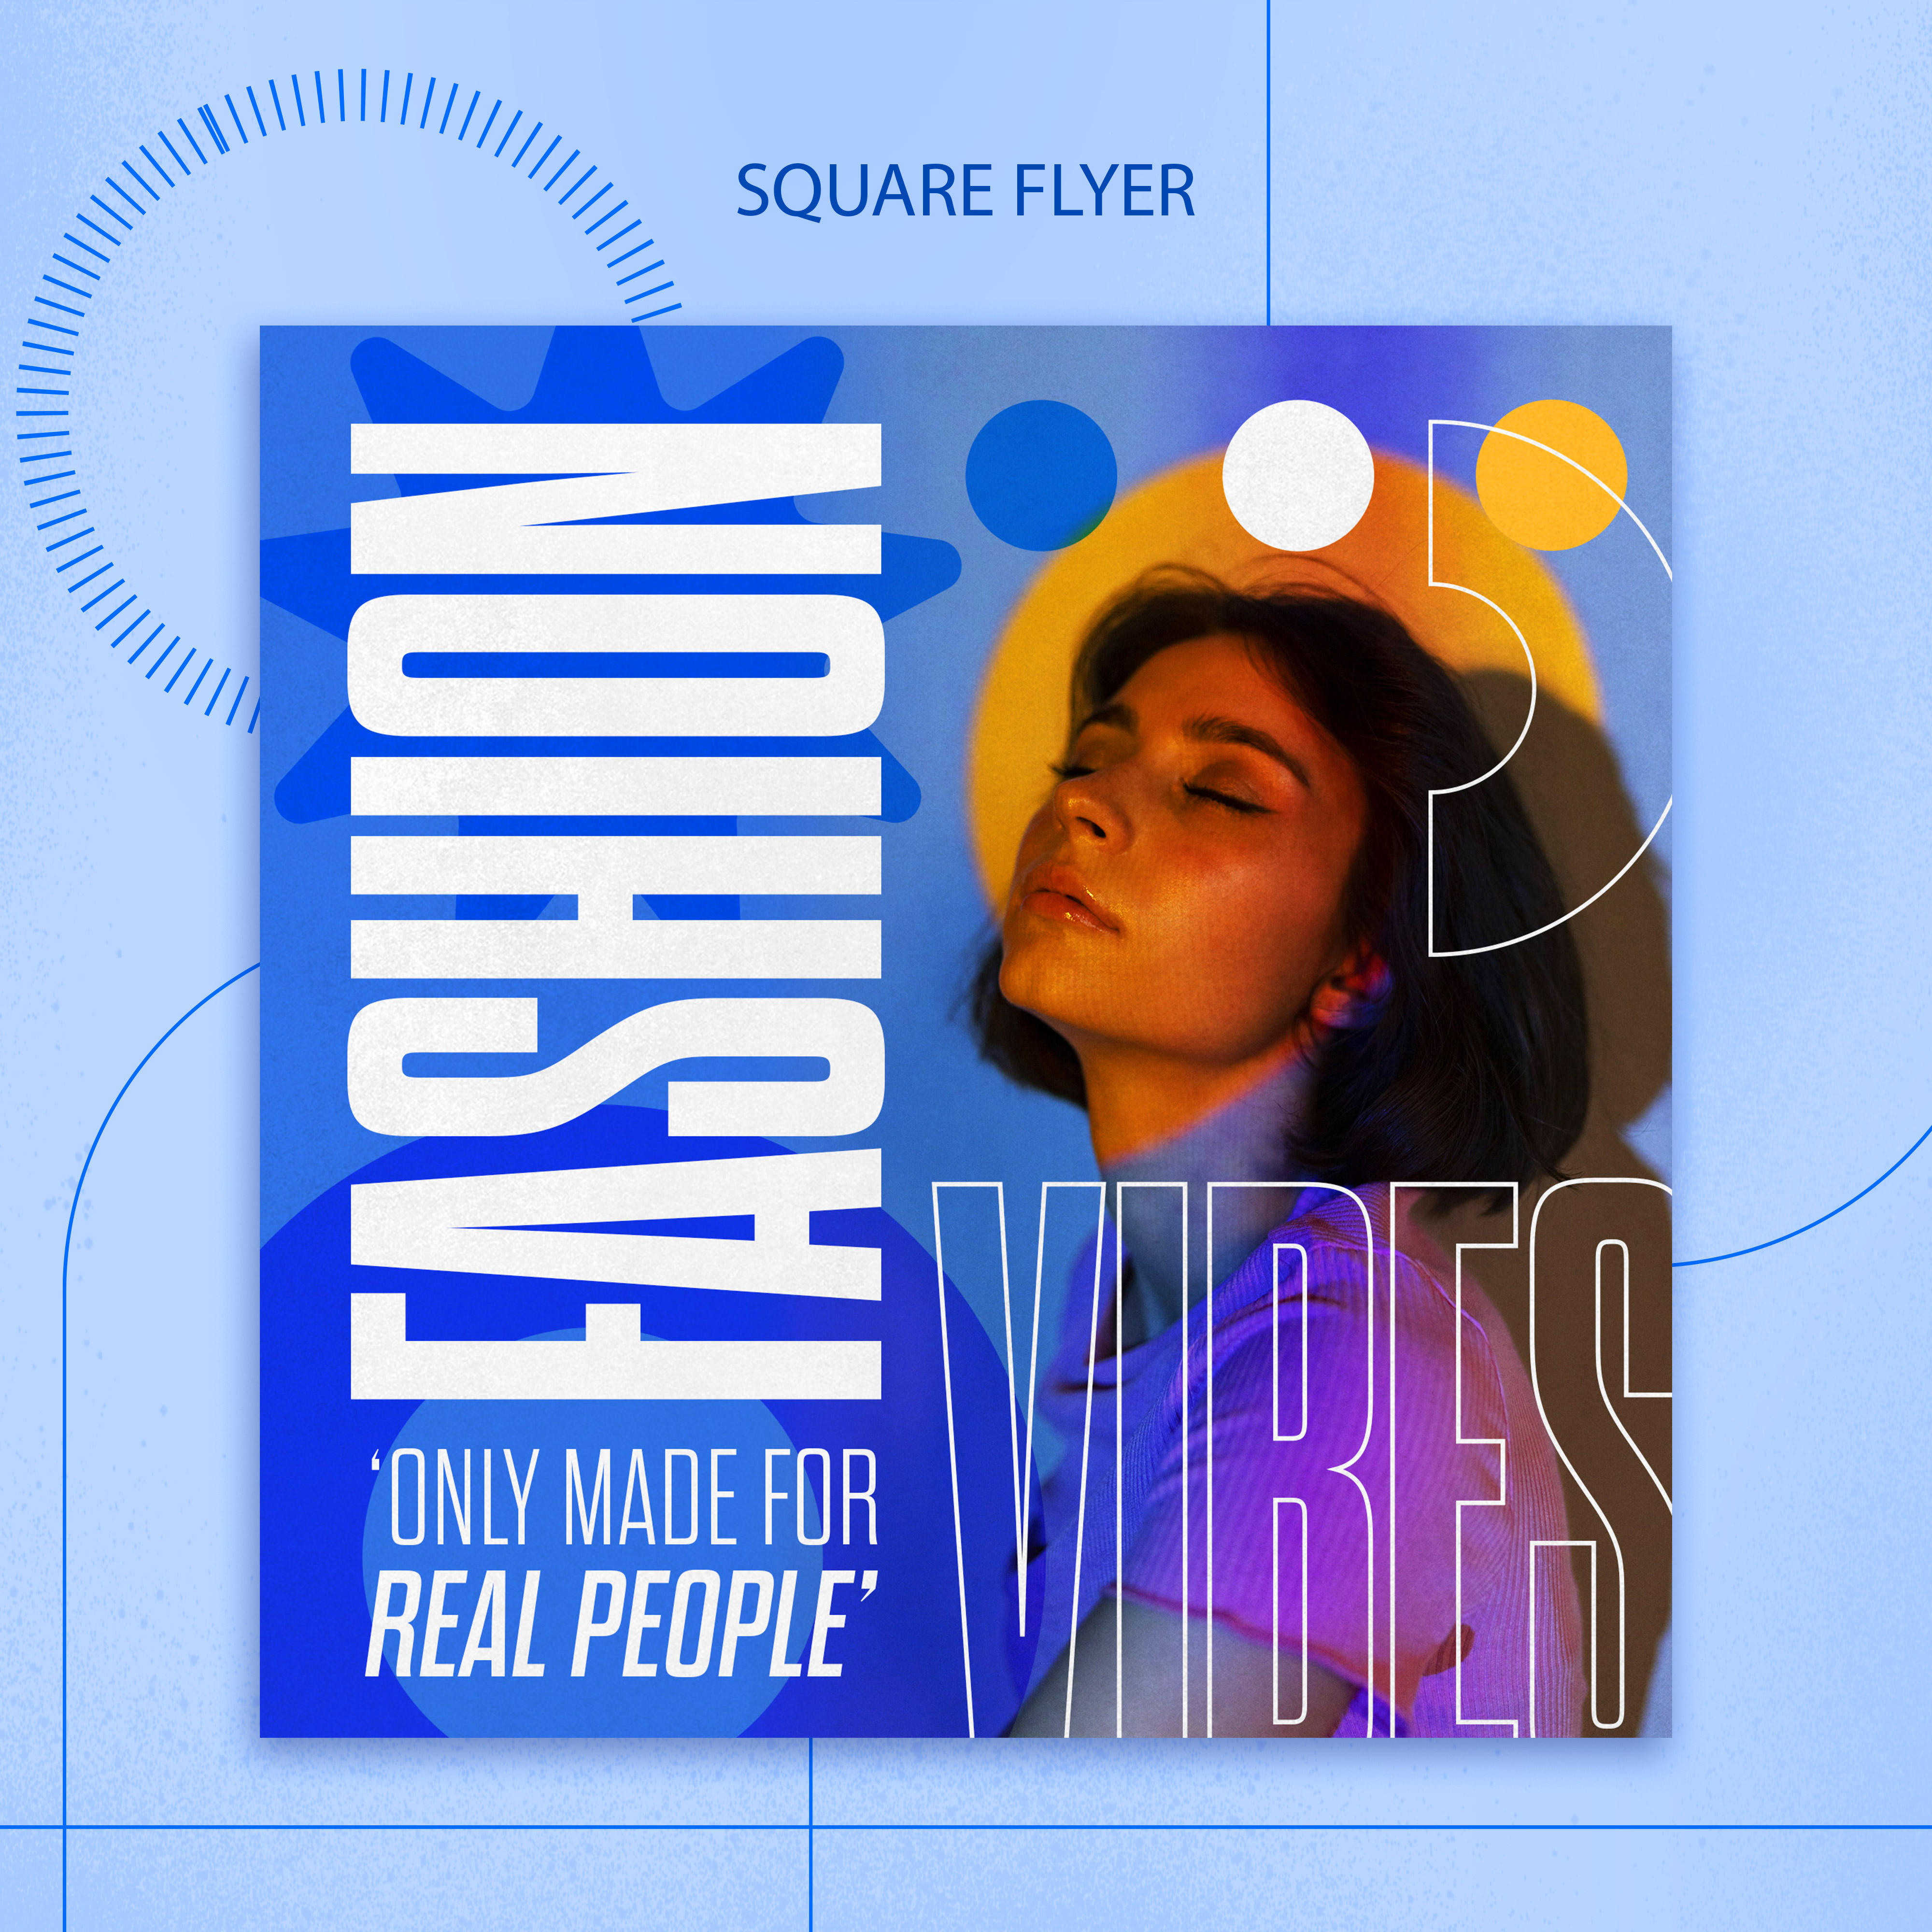 SQUARE FLYER
FASHION
VIBES
‘ONLY MADE FOR
REAL PEOPLE’